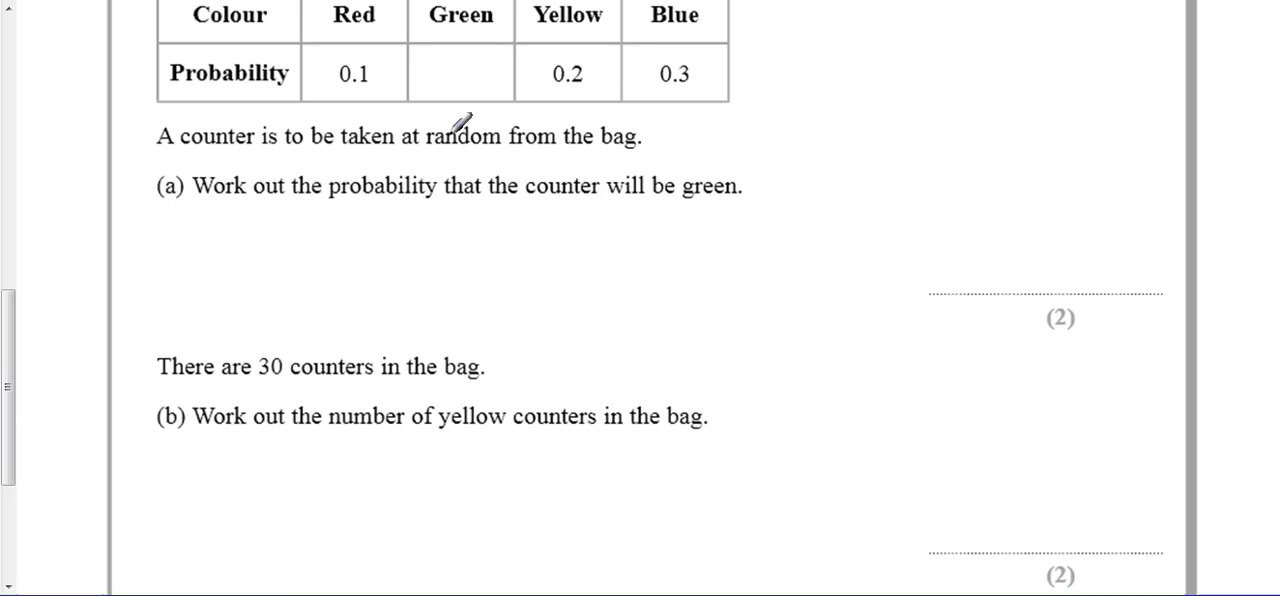 Colour Red Green Yellow Blue
Probability 0.1 0.2 0.3
A counter is to be taken at random from the bag.
(a) Work out the probability that the counter will be green.
(2)
There are 30 counters in the bag.
(b) Work out the number of yellow counters in the bag.
(2)